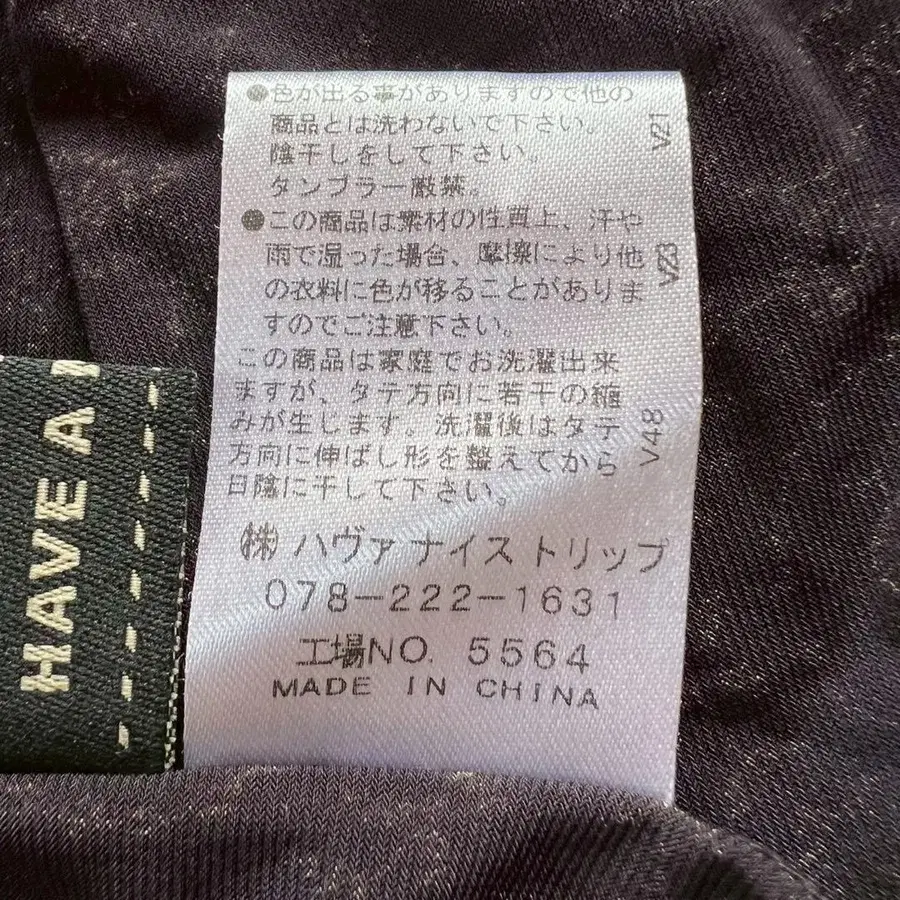 ●色が出る事がありますので他の
商品とは洗わないで下さい。
陰干しをして下さい。
タンブラー厳禁。
V21
●この商品は素材の性質上、汗や
雨で湿った場合、摩擦により他
の衣料に色が移ることがありま
すのでご注意下さい。
V23
この商品は家庭でお洗濯出来
ますが、タテ方向に若干の縮
みが生じます。洗濯後はタテ
方向に伸ばし形を整えてから
日陰に干して下さい。
V48
㈱ ハヴァ ナイス トリップ
078-222-1631
工場NO. 5564
MADE IN CHINA
HAVE A